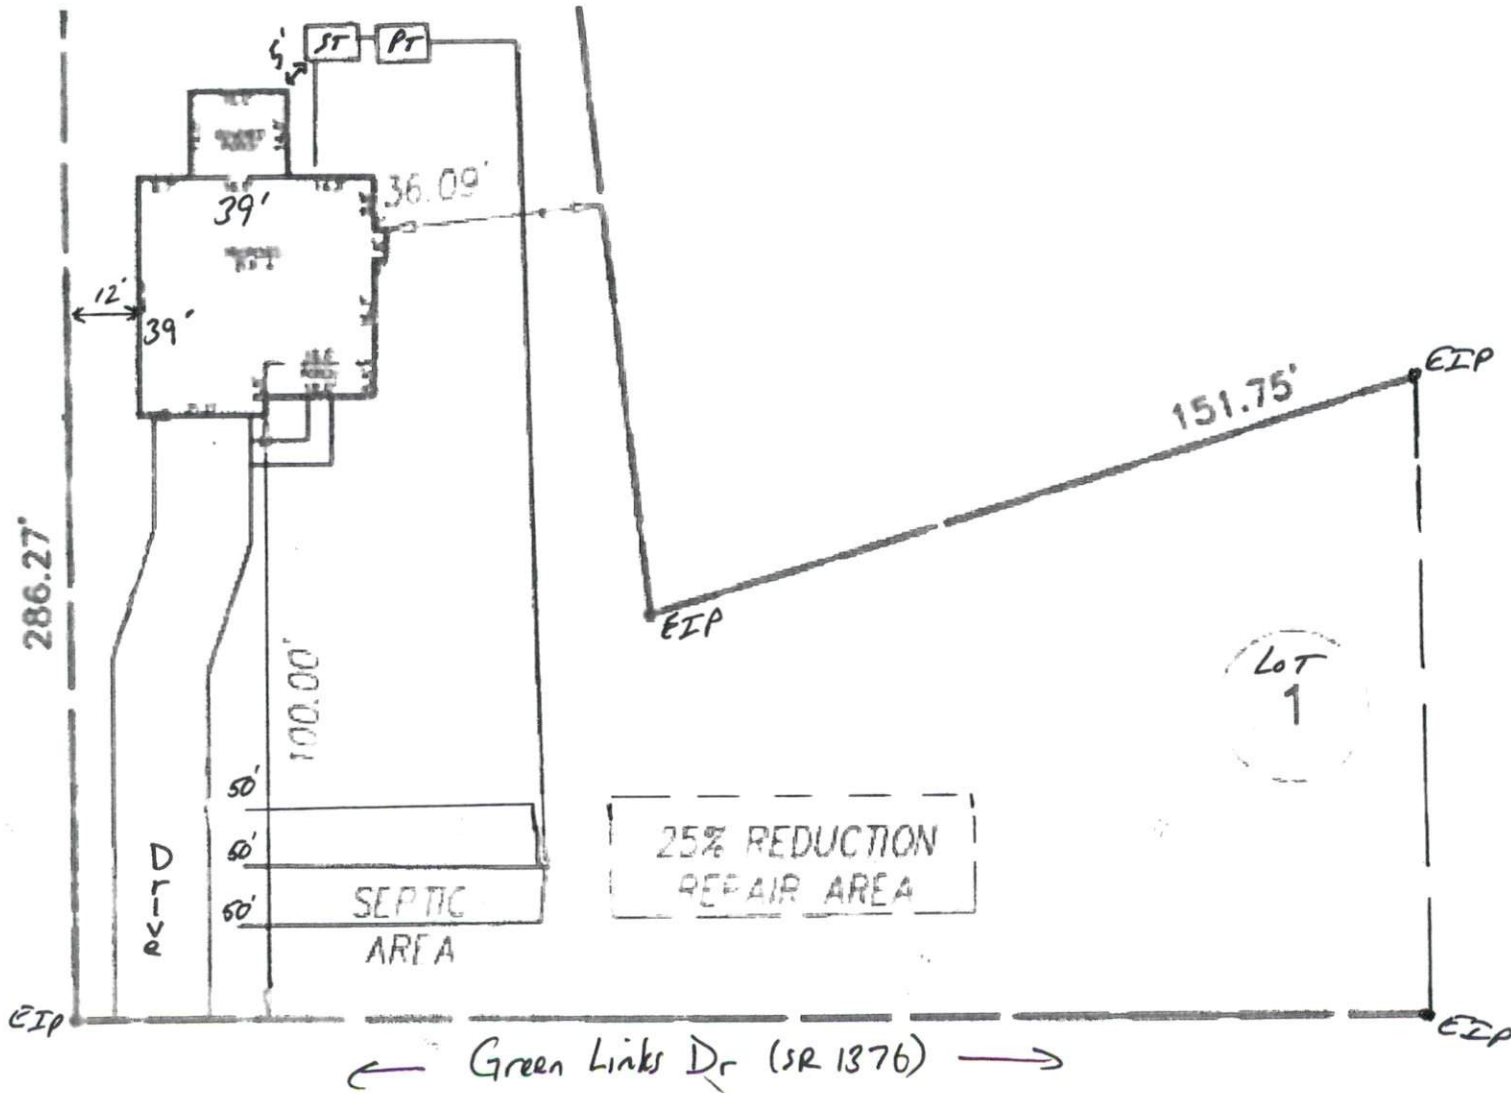 5'
ST
PT
36.09'
39'
12'
39'
EIP
151.75'
286.27'
EIP
LOT
1
100.00'
50'
50'
50'
Drive
25% REDUCTION
REPAIR AREA
SEPTIC
AREA
EIP
EIP
← Green Links Dr (SR 1376) →